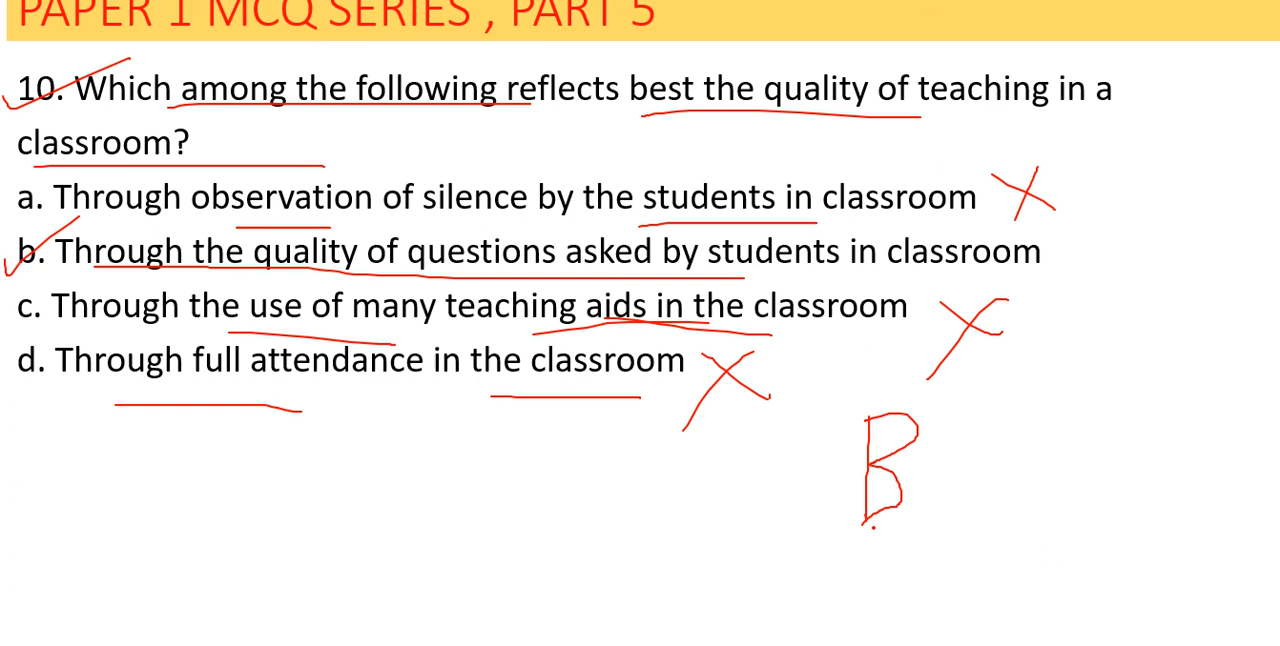 PAPER 1 MCQ SERIES , PART 5
10. Which among the following reflects best the quality of teaching in a
classroom?
a. Through observation of silence by the students in classroom
b. Through the quality of questions asked by students in classroom
c. Through the use of many teaching aids in the classroom
d. Through full attendance in the classroom
B